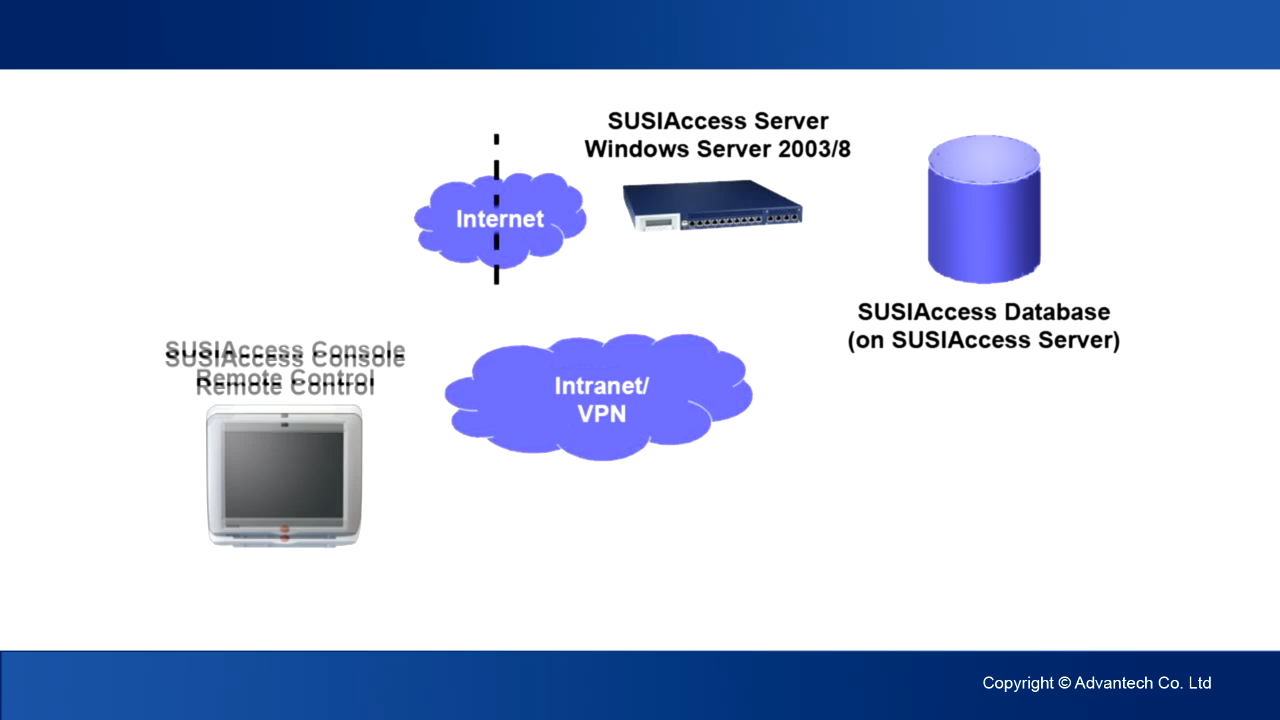 SUSIAccess Server
Windows Server 2003/8
Internet
SUSIAccess Database
(on SUSIAccess Server)
SUSIAccess Console
Remote Control
Intranet/
VPN
Copyright © Advantech Co. Ltd